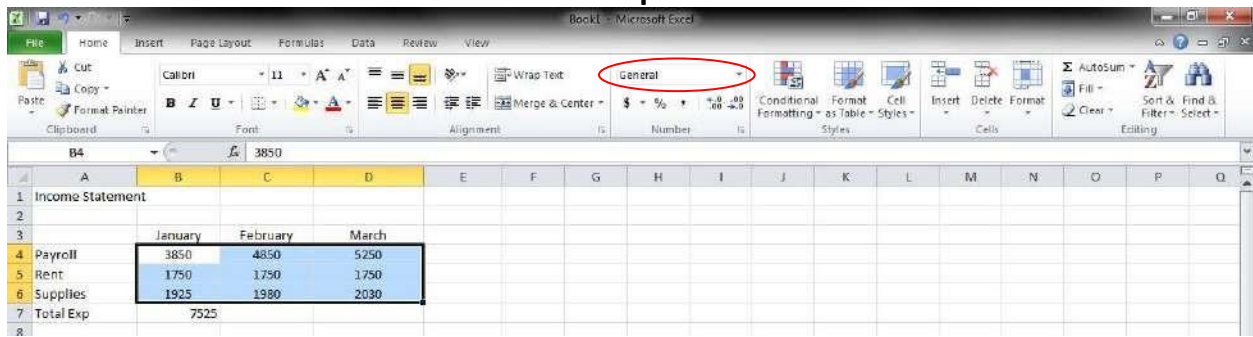 Book1 - Microsoft Excel
File Home Insert Page Layout Formulas Data Review View
Cut
Copy
Paste
Format Painter
Clipboard
Calibri 11 A A
B I U A
Font
Wrap Text
Merge & Center
Alignment
General
$ % , .00 .00
Number
Conditional Formatting
Format as Table
Cell Styles
Styles
Insert Delete Format
Cells
Σ AutoSum
Fill
Clear
Sort & Filter
Find & Select
Editing
B4 fx 3850
A B C D E F G H I J K L M N O P Q
1 Income Statement
2
3 January February March
4 Payroll 3850 4850 5250
5 Rent 1750 1750 1750
6 Supplies 1925 1980 2030
7 Total Exp 7525
8